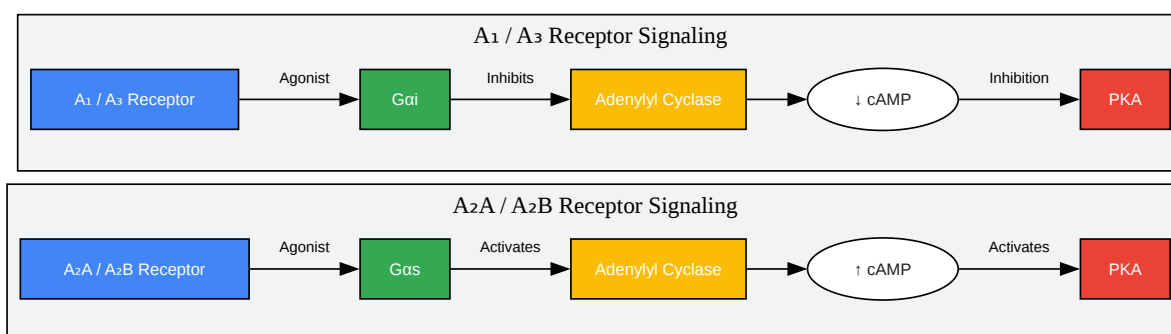 A₁ / A₃ Receptor Signaling
A₁ / A₃ Receptor
Agonist
Gαi
Inhibits
Adenylyl Cyclase
↓ cAMP
Inhibition
PKA
A₂A / A₂B Receptor Signaling
A₂A / A₂B Receptor
Agonist
Gαs
Activates
Adenylyl Cyclase
↑ cAMP
Activates
PKA